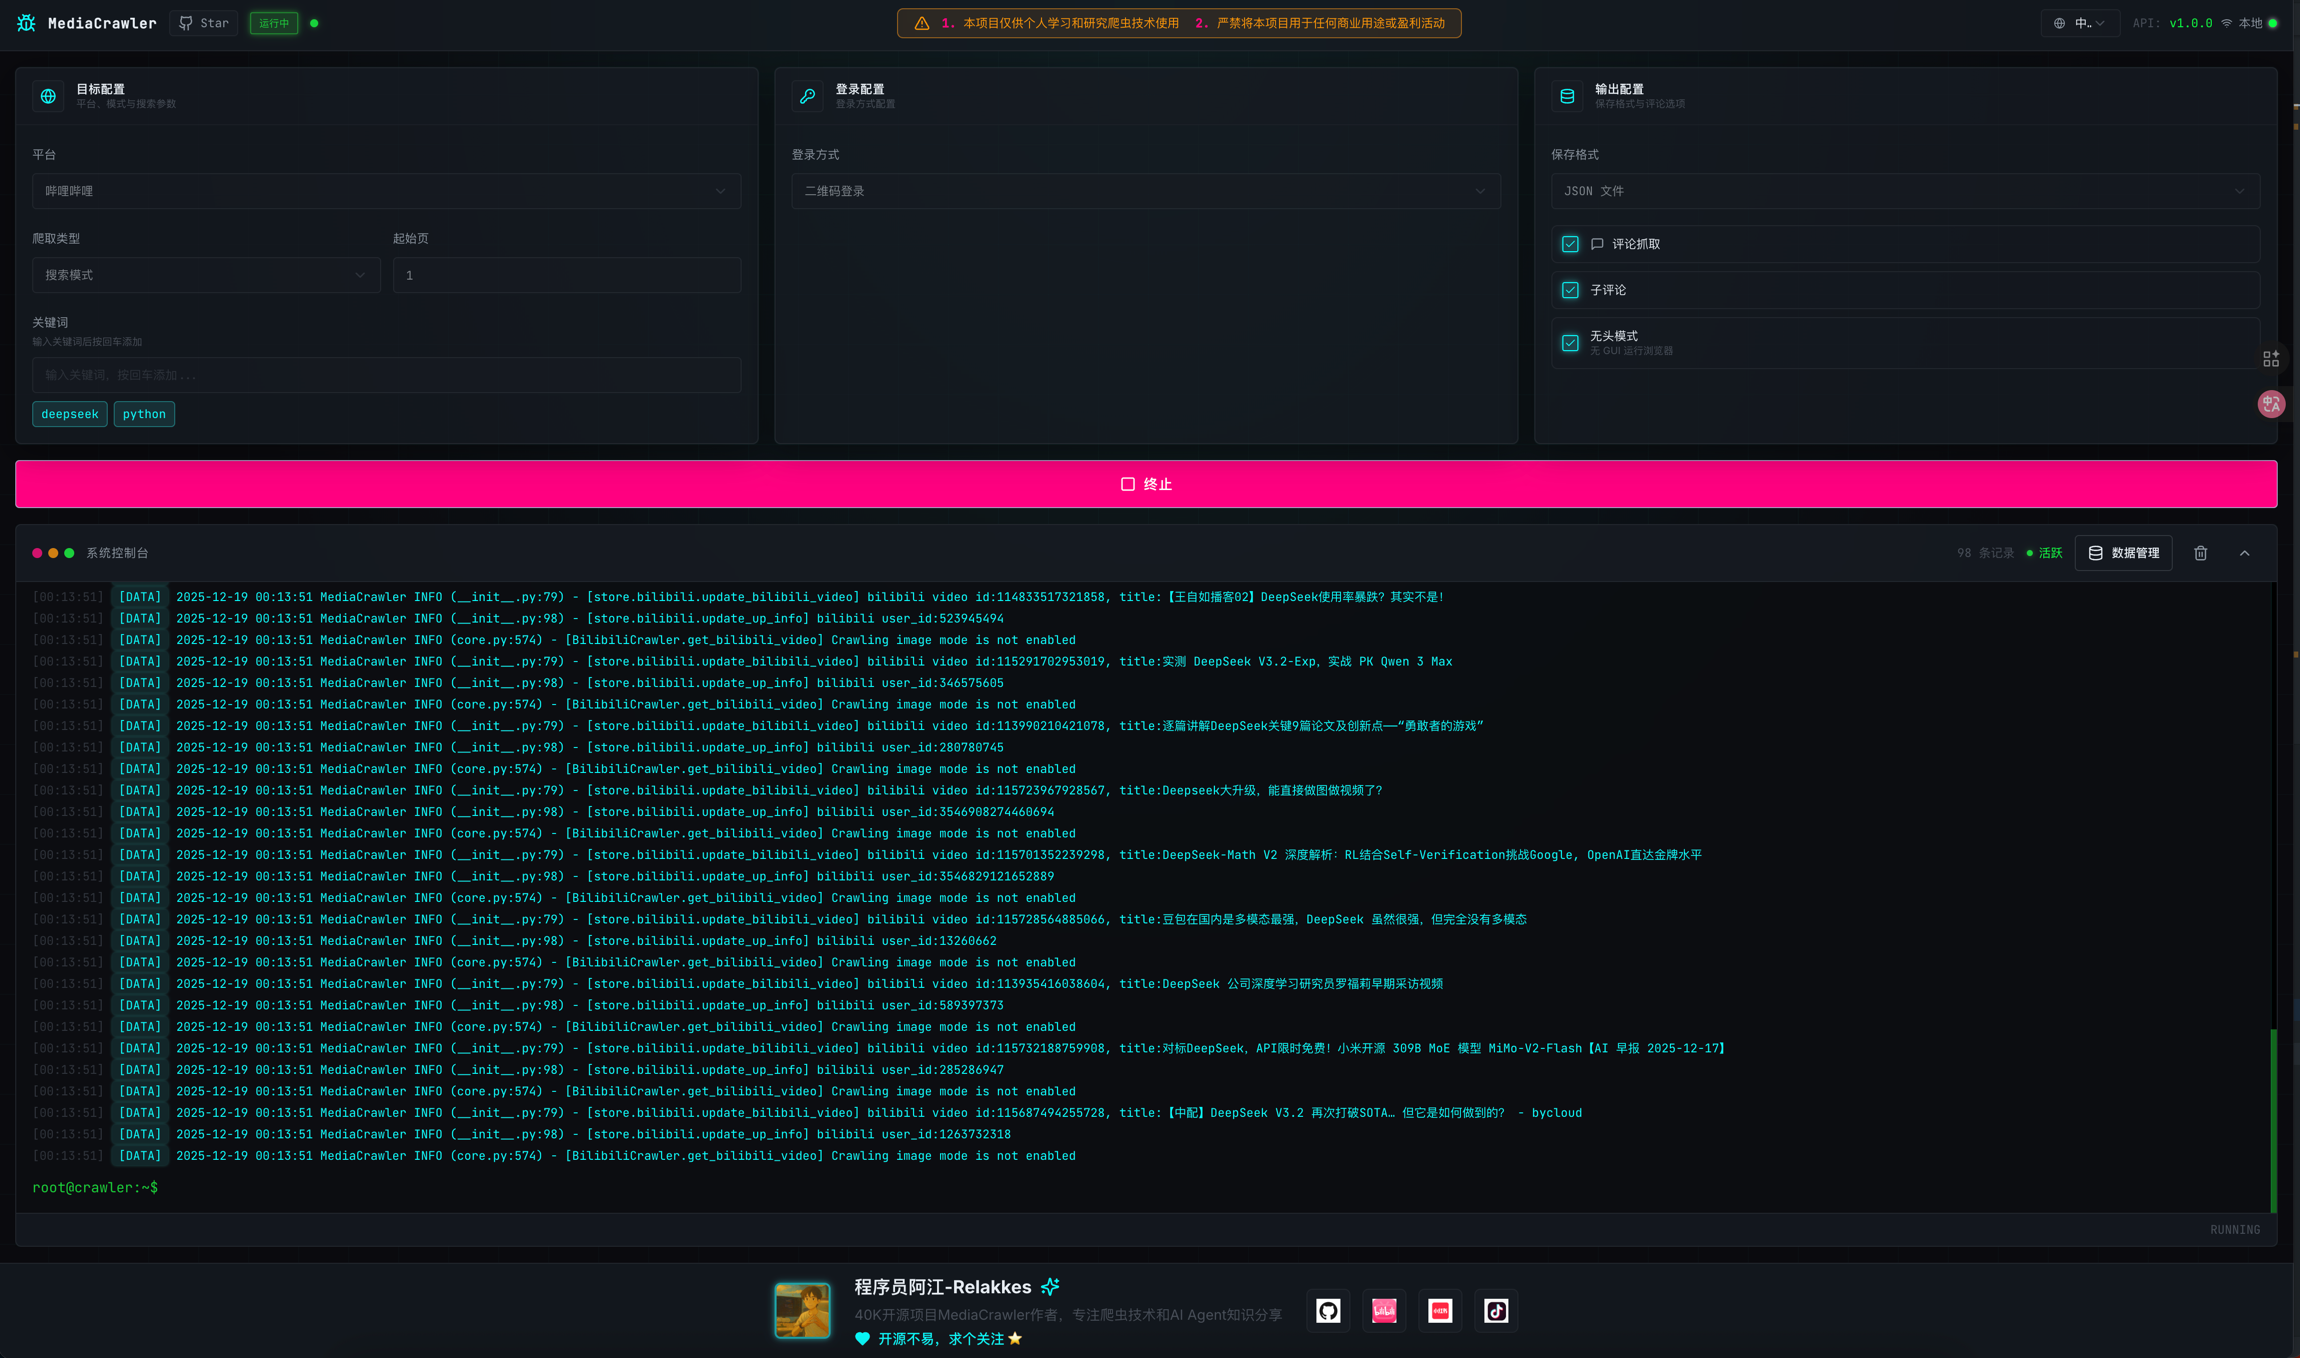 MediaCrawler Star 运行中
1. 本项目仅供个人学习和研究爬虫技术使用 2. 严禁将本项目用于任何商业用途或盈利活动
中.. API: v1.0.0 本地
目标配置
平台、模式与搜索参数
平台
哔哩哔哩
爬取类型 起始页
搜索模式 1
关键词
输入关键词后按回车添加
输入关键词，按回车添加...
deepseek python
登录配置
登录方式配置
登录方式
二维码登录
输出配置
保存格式与评论选项
保存格式
JSON 文件
评论抓取
子评论
无头模式
无 GUI 运行浏览器
终止
系统控制台 98 条记录 活跃 数据管理
[00:13:51] [DATA] 2025-12-19 00:13:51 MediaCrawler INFO (__init__.py:79) - [store.bilibili.update_bilibili_video] bilibili video id:114833517321858, title:【王自如播客02】DeepSeek使用率暴跌？其实不是！
[00:13:51] [DATA] 2025-12-19 00:13:51 MediaCrawler INFO (__init__.py:98) - [store.bilibili.update_up_info] bilibili user_id:523945494
[00:13:51] [DATA] 2025-12-19 00:13:51 MediaCrawler INFO (core.py:574) - [BilibiliCrawler.get_bilibili_video] Crawling image mode is not enabled
[00:13:51] [DATA] 2025-12-19 00:13:51 MediaCrawler INFO (__init__.py:79) - [store.bilibili.update_bilibili_video] bilibili video id:115291702953019, title:实测 DeepSeek V3.2-Exp，实战 PK Qwen 3 Max
[00:13:51] [DATA] 2025-12-19 00:13:51 MediaCrawler INFO (__init__.py:98) - [store.bilibili.update_up_info] bilibili user_id:346575605
[00:13:51] [DATA] 2025-12-19 00:13:51 MediaCrawler INFO (core.py:574) - [BilibiliCrawler.get_bilibili_video] Crawling image mode is not enabled
[00:13:51] [DATA] 2025-12-19 00:13:51 MediaCrawler INFO (__init__.py:79) - [store.bilibili.update_bilibili_video] bilibili video id:113990210421078, title:逐篇讲解DeepSeek关键9篇论文及创新点——“勇敢者的游戏”
[00:13:51] [DATA] 2025-12-19 00:13:51 MediaCrawler INFO (__init__.py:98) - [store.bilibili.update_up_info] bilibili user_id:280780745
[00:13:51] [DATA] 2025-12-19 00:13:51 MediaCrawler INFO (core.py:574) - [BilibiliCrawler.get_bilibili_video] Crawling image mode is not enabled
[00:13:51] [DATA] 2025-12-19 00:13:51 MediaCrawler INFO (__init__.py:79) - [store.bilibili.update_bilibili_video] bilibili video id:115723967928567, title:Deepseek大升级，能直接做图做视频了？
[00:13:51] [DATA] 2025-12-19 00:13:51 MediaCrawler INFO (__init__.py:98) - [store.bilibili.update_up_info] bilibili user_id:3546908274460694
[00:13:51] [DATA] 2025-12-19 00:13:51 MediaCrawler INFO (core.py:574) - [BilibiliCrawler.get_bilibili_video] Crawling image mode is not enabled
[00:13:51] [DATA] 2025-12-19 00:13:51 MediaCrawler INFO (__init__.py:79) - [store.bilibili.update_bilibili_video] bilibili video id:115701352239298, title:DeepSeek-Math V2 深度解析：RL结合Self-Verification挑战Google, OpenAI直达金牌水平
[00:13:51] [DATA] 2025-12-19 00:13:51 MediaCrawler INFO (__init__.py:98) - [store.bilibili.update_up_info] bilibili user_id:3546829121652889
[00:13:51] [DATA] 2025-12-19 00:13:51 MediaCrawler INFO (core.py:574) - [BilibiliCrawler.get_bilibili_video] Crawling image mode is not enabled
[00:13:51] [DATA] 2025-12-19 00:13:51 MediaCrawler INFO (__init__.py:79) - [store.bilibili.update_bilibili_video] bilibili video id:115728564885066, title:豆包在国内是多模态最强，DeepSeek 虽然很强，但完全没有多模态
[00:13:51] [DATA] 2025-12-19 00:13:51 MediaCrawler INFO (__init__.py:98) - [store.bilibili.update_up_info] bilibili user_id:13260662
[00:13:51] [DATA] 2025-12-19 00:13:51 MediaCrawler INFO (core.py:574) - [BilibiliCrawler.get_bilibili_video] Crawling image mode is not enabled
[00:13:51] [DATA] 2025-12-19 00:13:51 MediaCrawler INFO (__init__.py:79) - [store.bilibili.update_bilibili_video] bilibili video id:113935416038604, title:DeepSeek 公司深度学习研究员罗福莉早期采访视频
[00:13:51] [DATA] 2025-12-19 00:13:51 MediaCrawler INFO (__init__.py:98) - [store.bilibili.update_up_info] bilibili user_id:589397373
[00:13:51] [DATA] 2025-12-19 00:13:51 MediaCrawler INFO (core.py:574) - [BilibiliCrawler.get_bilibili_video] Crawling image mode is not enabled
[00:13:51] [DATA] 2025-12-19 00:13:51 MediaCrawler INFO (__init__.py:79) - [store.bilibili.update_bilibili_video] bilibili video id:115732188759908, title:对标DeepSeek，API限时免费！小米开源 309B MoE 模型 MiMo-V2-Flash【AI 早报 2025-12-17】
[00:13:51] [DATA] 2025-12-19 00:13:51 MediaCrawler INFO (__init__.py:98) - [store.bilibili.update_up_info] bilibili user_id:285286947
[00:13:51] [DATA] 2025-12-19 00:13:51 MediaCrawler INFO (core.py:574) - [BilibiliCrawler.get_bilibili_video] Crawling image mode is not enabled
[00:13:51] [DATA] 2025-12-19 00:13:51 MediaCrawler INFO (__init__.py:79) - [store.bilibili.update_bilibili_video] bilibili video id:115687494255728, title:【中配】DeepSeek V3.2 再次打破SOTA… 但它是如何做到的？ - bycloud
[00:13:51] [DATA] 2025-12-19 00:13:51 MediaCrawler INFO (__init__.py:98) - [store.bilibili.update_up_info] bilibili user_id:1263732318
[00:13:51] [DATA] 2025-12-19 00:13:51 MediaCrawler INFO (core.py:574) - [BilibiliCrawler.get_bilibili_video] Crawling image mode is not enabled
root@crawler:~$
RUNNING
程序员阿江-Relakkes
40K开源项目MediaCrawler作者，专注爬虫技术和AI Agent知识分享
开源不易，求个关注